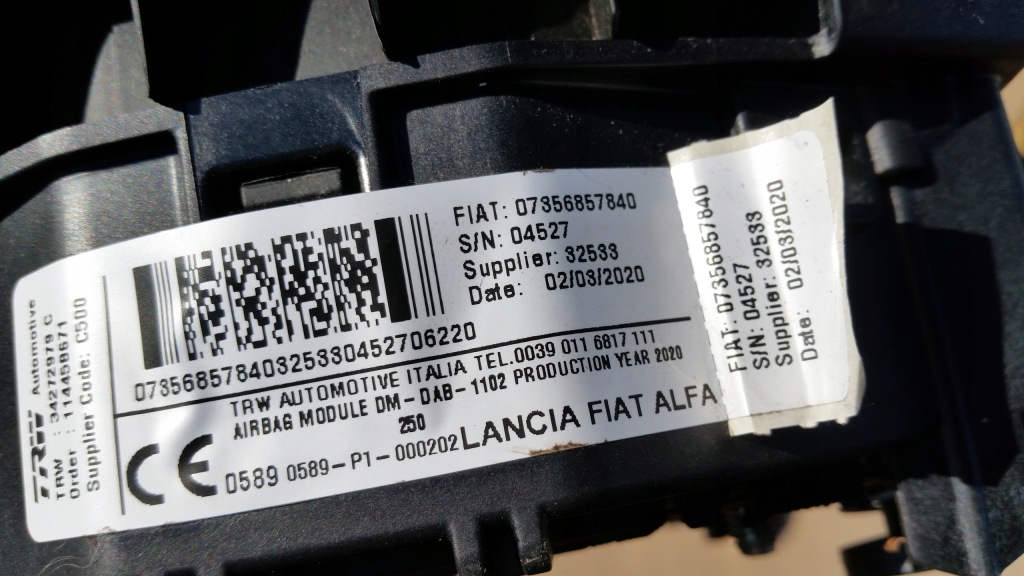 TRW Automotive
TRW : 34272979 C
Order : 114458671
Supplier Code: C500
FIAT: 07356857840
S/N: 04527
Supplier: 32533
Date: 02/03/2020
07356857840325330452706220
TRW AUTOMOTIVE ITALIA TEL.0039 011 6817 111
AIRBAG MODULE DM-DAB-1102 PRODUCTION YEAR 2020
250
CE 0589 0589-P1-000202 LANCIA FIAT ALFA
FIAT: 07356857840
S/N: 04527
Supplier: 32533
Date: 02/03/2020